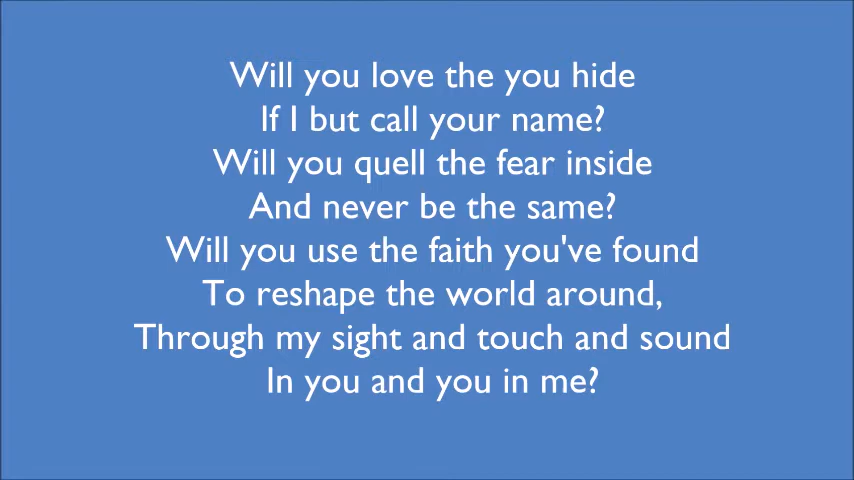 Will you love the you hide
If I but call your name?
Will you quell the fear inside
And never be the same?
Will you use the faith you've found
To reshape the world around,
Through my sight and touch and sound
In you and you in me?